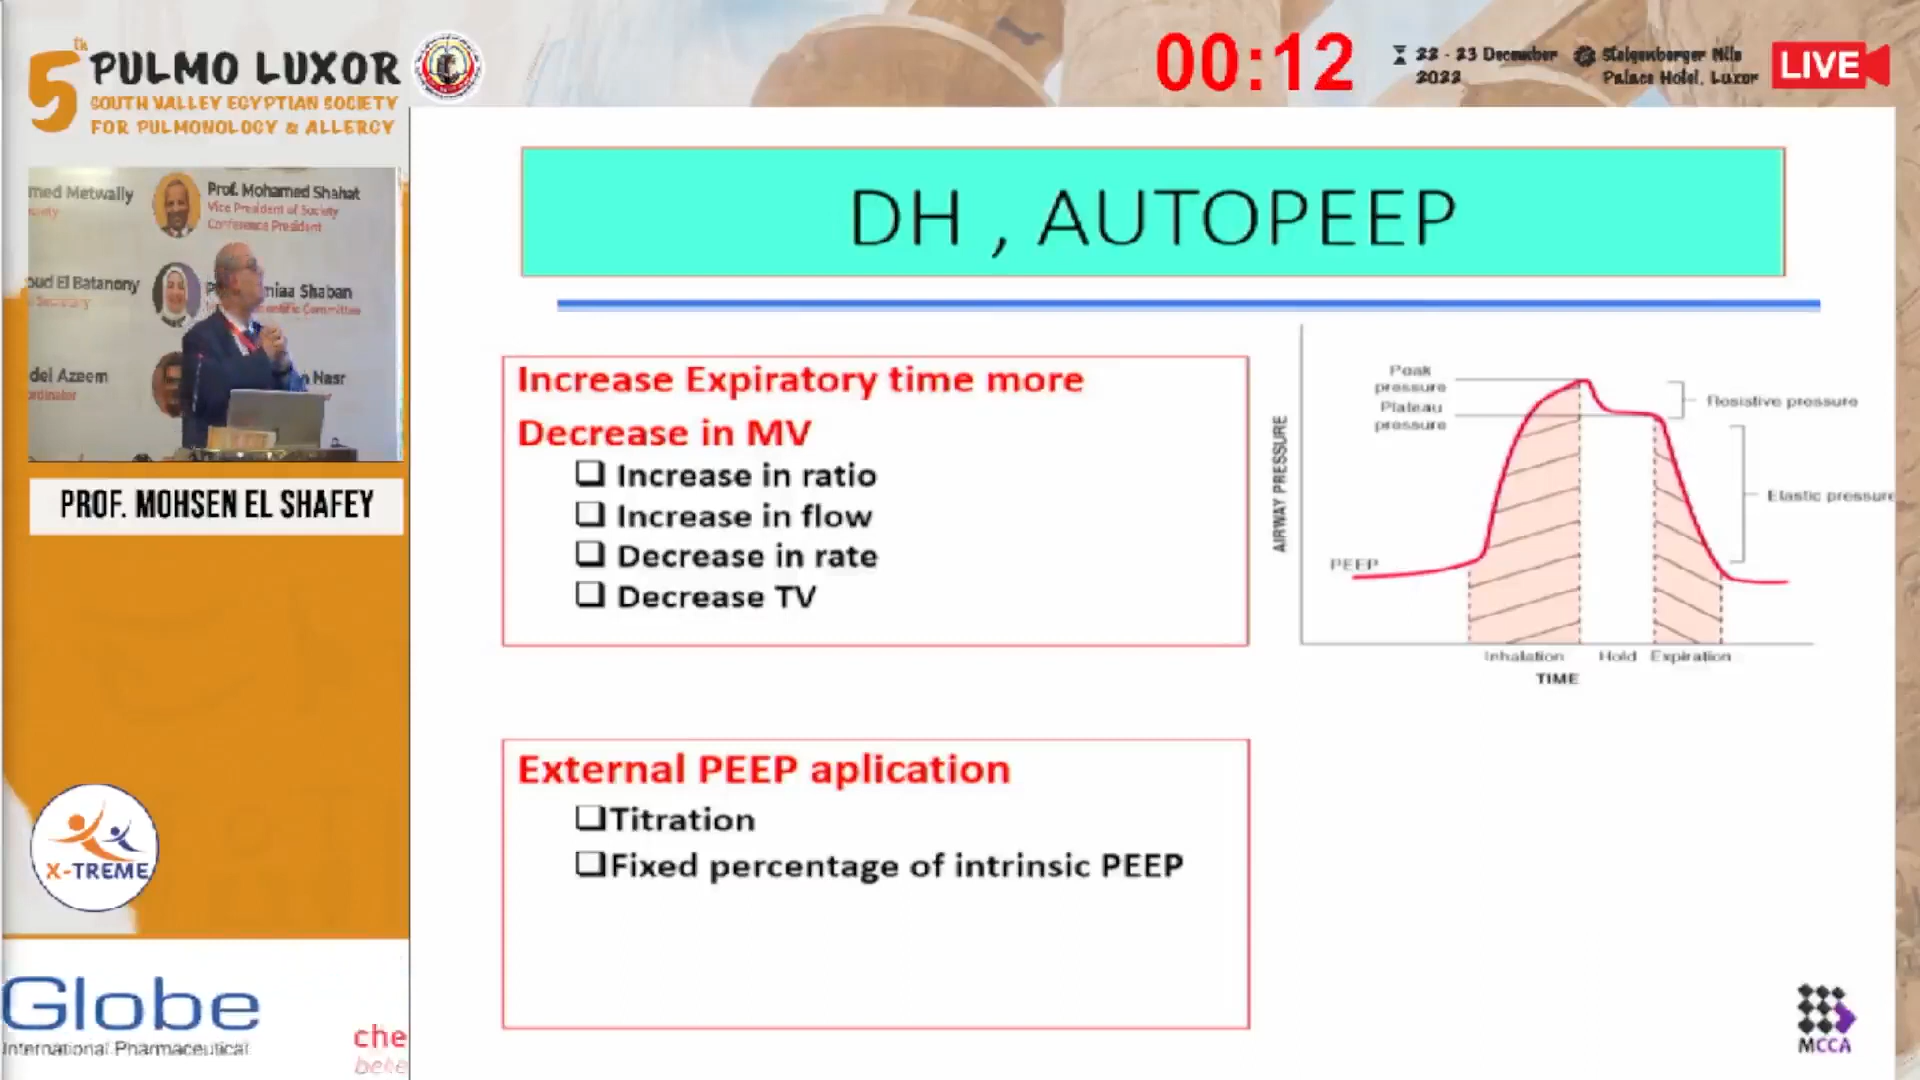 5th PULMO LUXOR
SOUTH VALLEY EGYPTIAN SOCIETY
FOR PULMONOLOGY & ALLERGY
00:12
22 - 23 December
2022
Steigenberger Nile
Palace Hotel, Luxor
LIVE
med Metwally
Prof. Mohamed Shahat
Vice President of Society
Conference President
oud El Batanony
Secretary
miaa Shaban
entific Committee
del Azeem
ordinator
Nasr
PROF. MOHSEN EL SHAFEY
X-TREME
Globe
International Pharmaceutical
che
DH , AUTOPEEP
Increase Expiratory time more
Decrease in MV
Increase in ratio
Increase in flow
Decrease in rate
Decrease TV
External PEEP aplication
Titration
Fixed percentage of intrinsic PEEP
AIRWAY PRESSURE
Peak
pressure
Plateau
pressure
PEEP
Resistive pressure
Elastic pressure
Inhalation Hold Expiration
TIME
MCCA